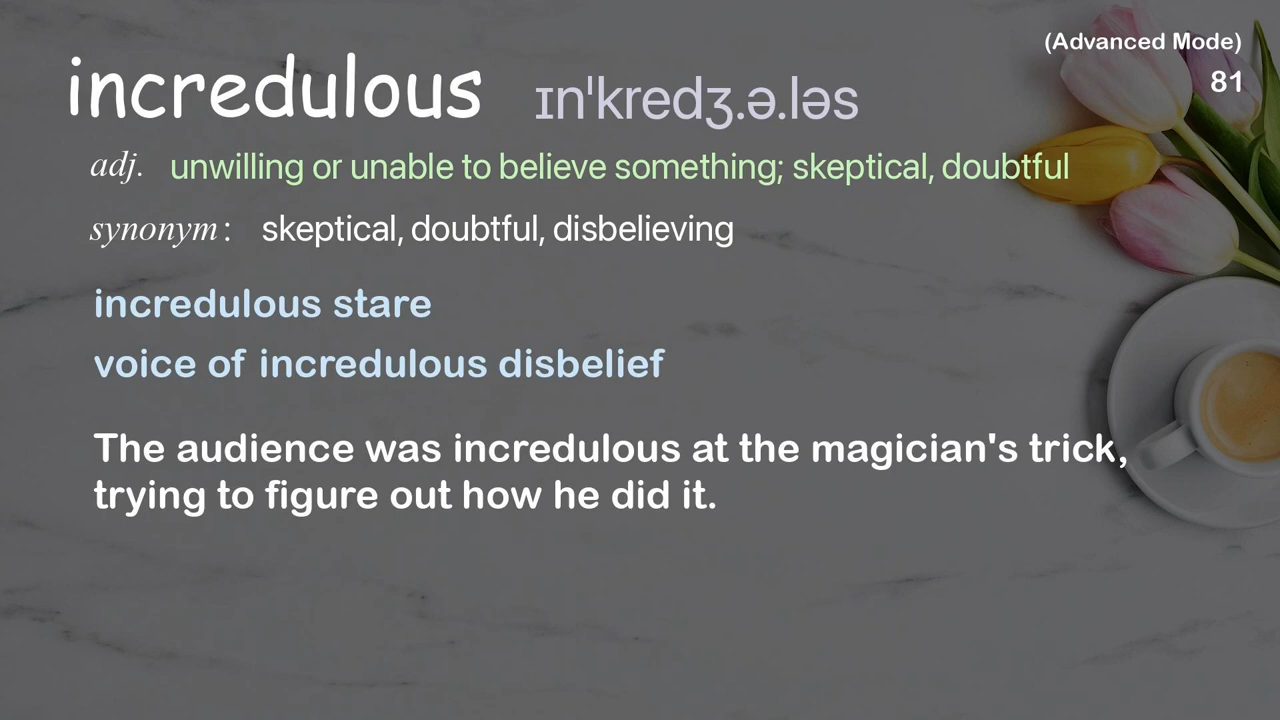 (Advanced Mode)
81
incredulous ɪnˈkredʒ.ə.ləs
adj. unwilling or unable to believe something; skeptical, doubtful
synonym: skeptical, doubtful, disbelieving
incredulous stare
voice of incredulous disbelief
The audience was incredulous at the magician's trick,
trying to figure out how he did it.